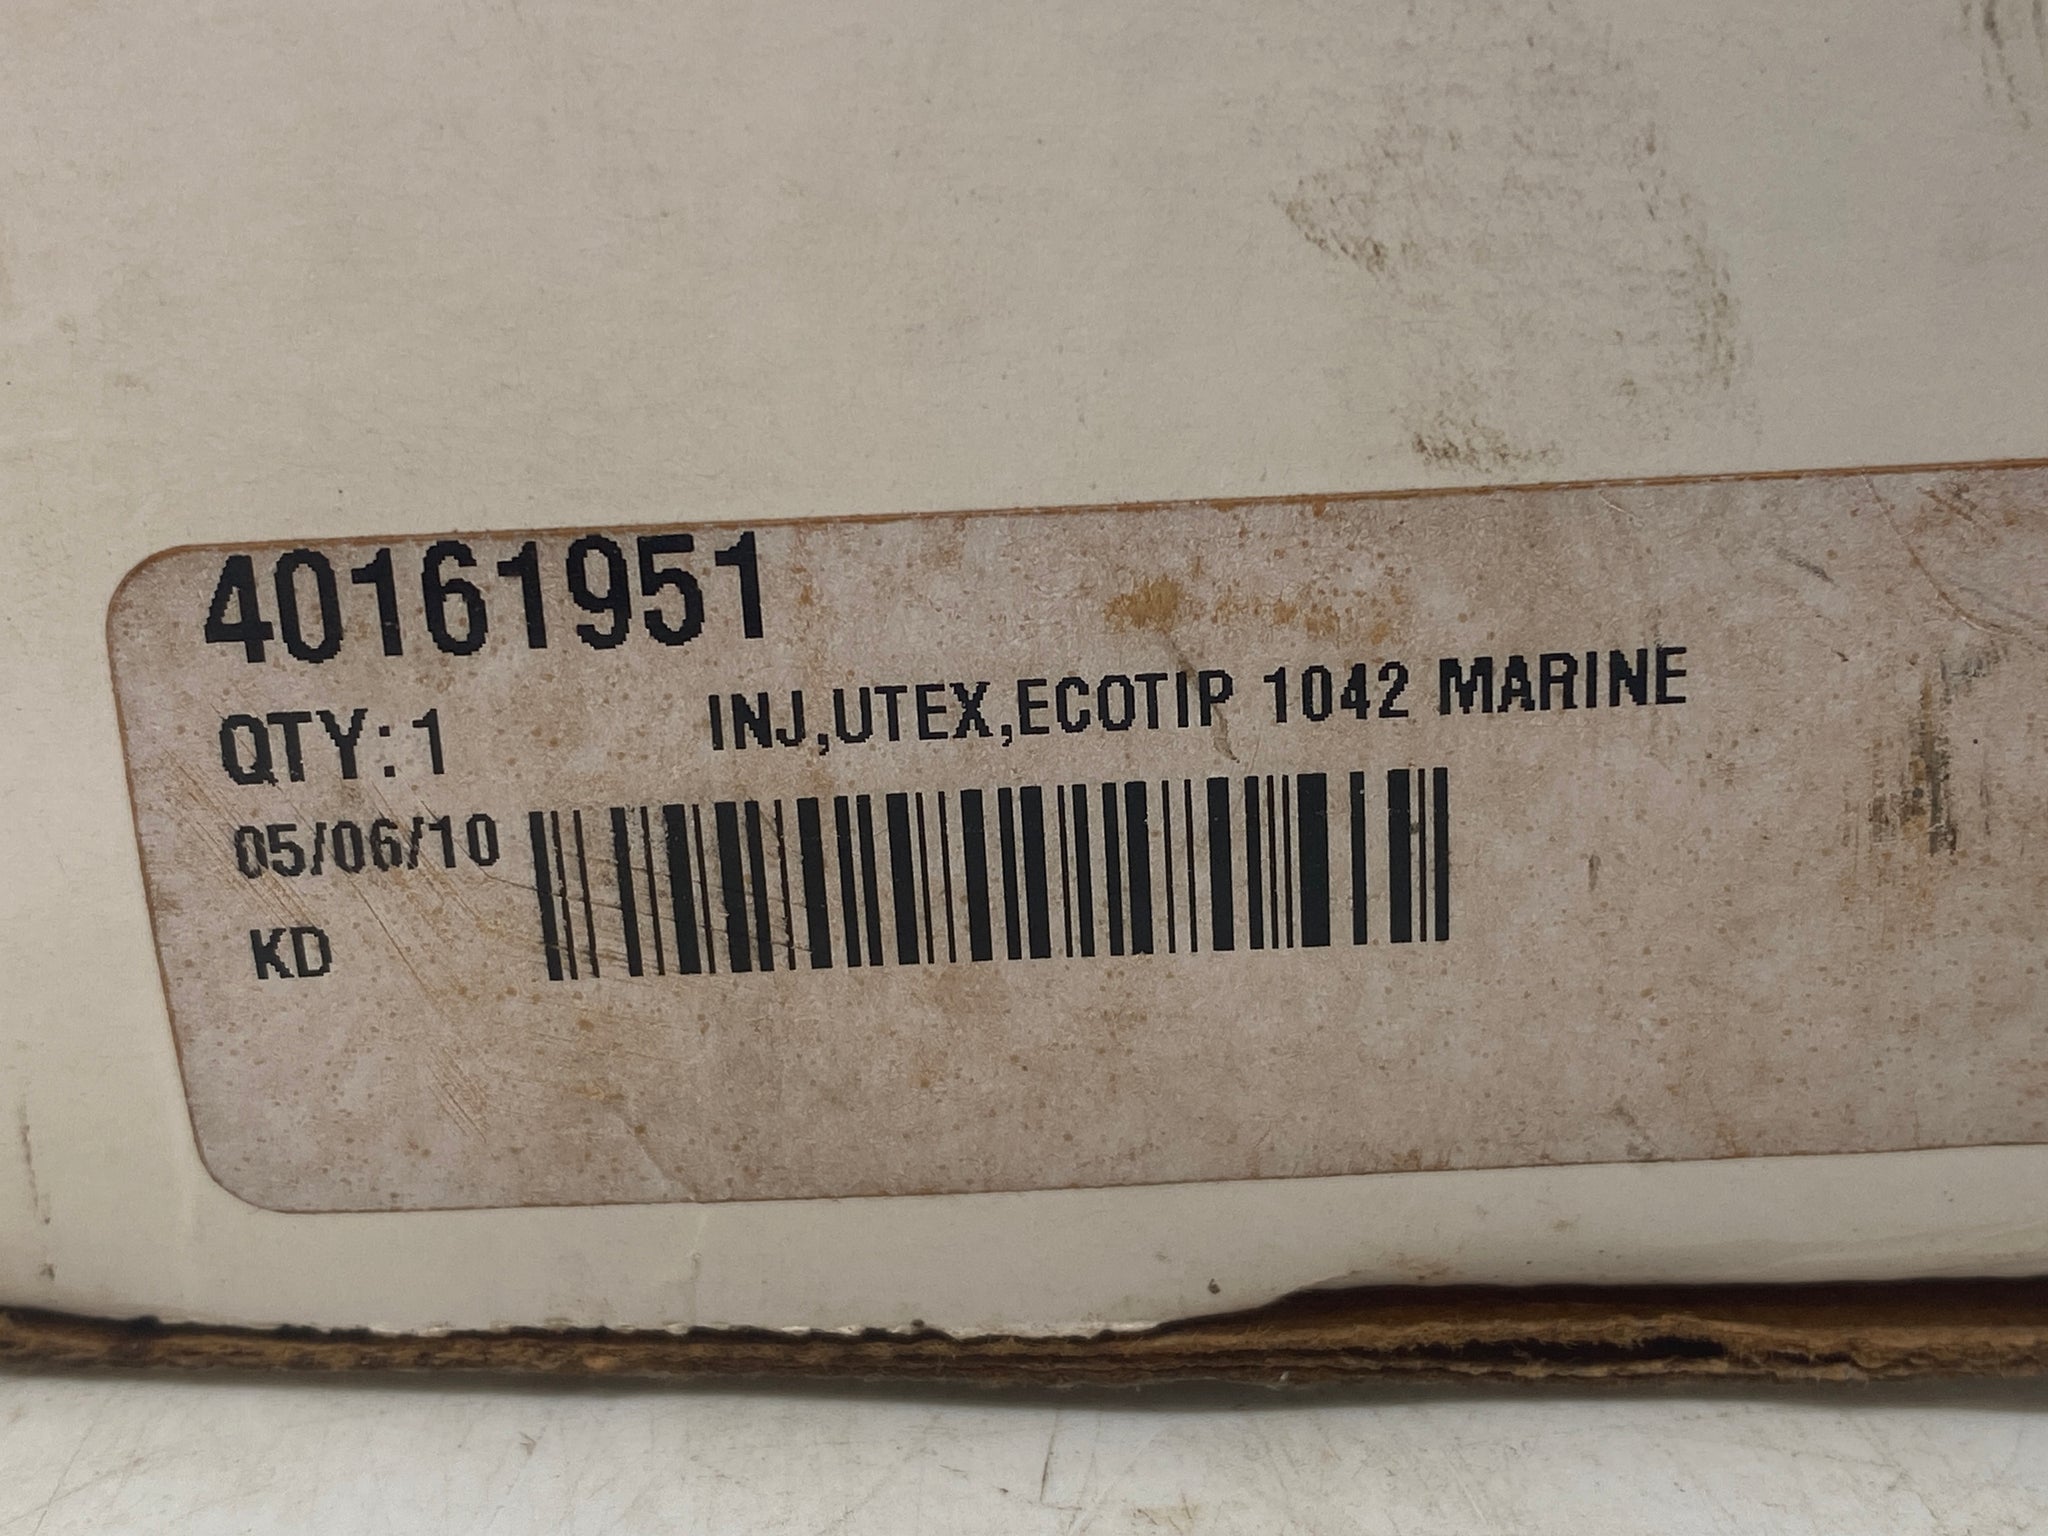 40161951
QTY:1
INJ,UTEX,ECOTIP 1042 MARINE
05/06/10
KD